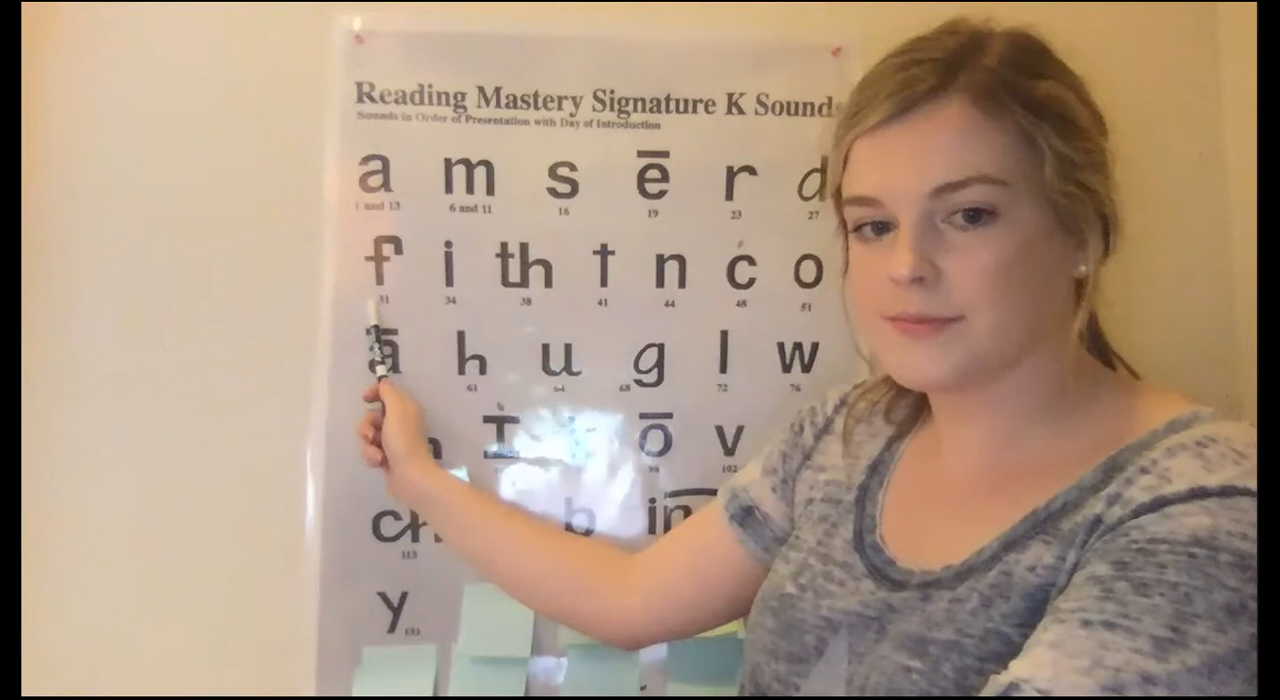 Reading Mastery Signature K Sounds
Sounds in Order of Presentation with Day of Introduction
a m s ē r d
1 and 13 6 and 11 16 19 23 27
f i th t n c o
31 34 38 41 44 48 51
ā h u g l w
61 64 68 72 76
I ō v
98 102
ch b
113
y
131